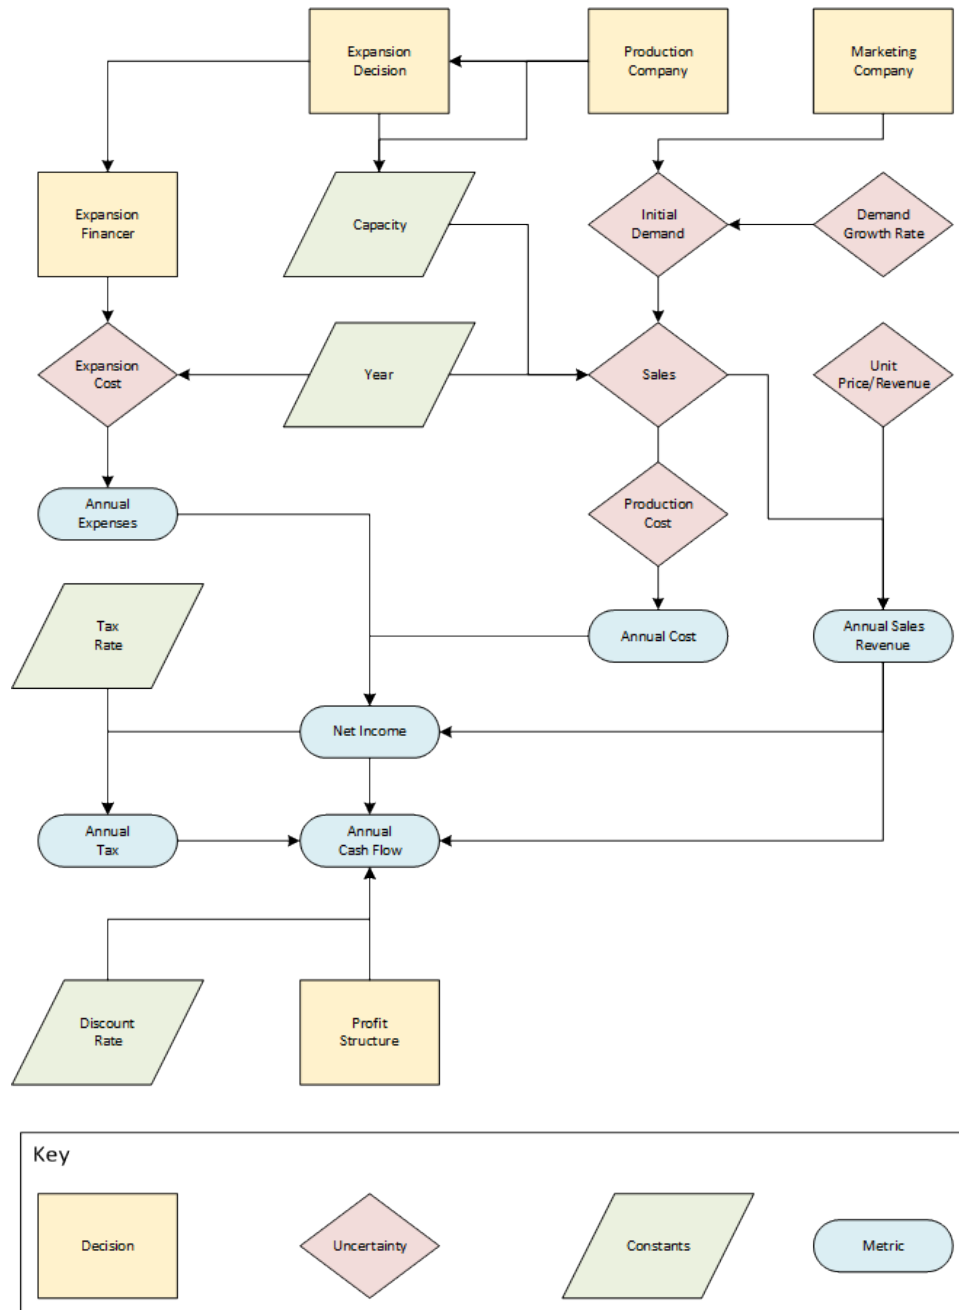 Expansion
Decision
Production
Company
Marketing
Company
Expansion
Financer
Capacity
Initial
Demand
Demand
Growth Rate
Expansion
Cost
Year
Sales
Unit
Price/Revenue
Annual
Expenses
Production
Cost
Tax
Rate
Annual Cost
Annual Sales
Revenue
Net Income
Annual
Tax
Annual
Cash Flow
Discount
Rate
Profit
Structure
Key
Decision
Uncertainty
Constants
Metric